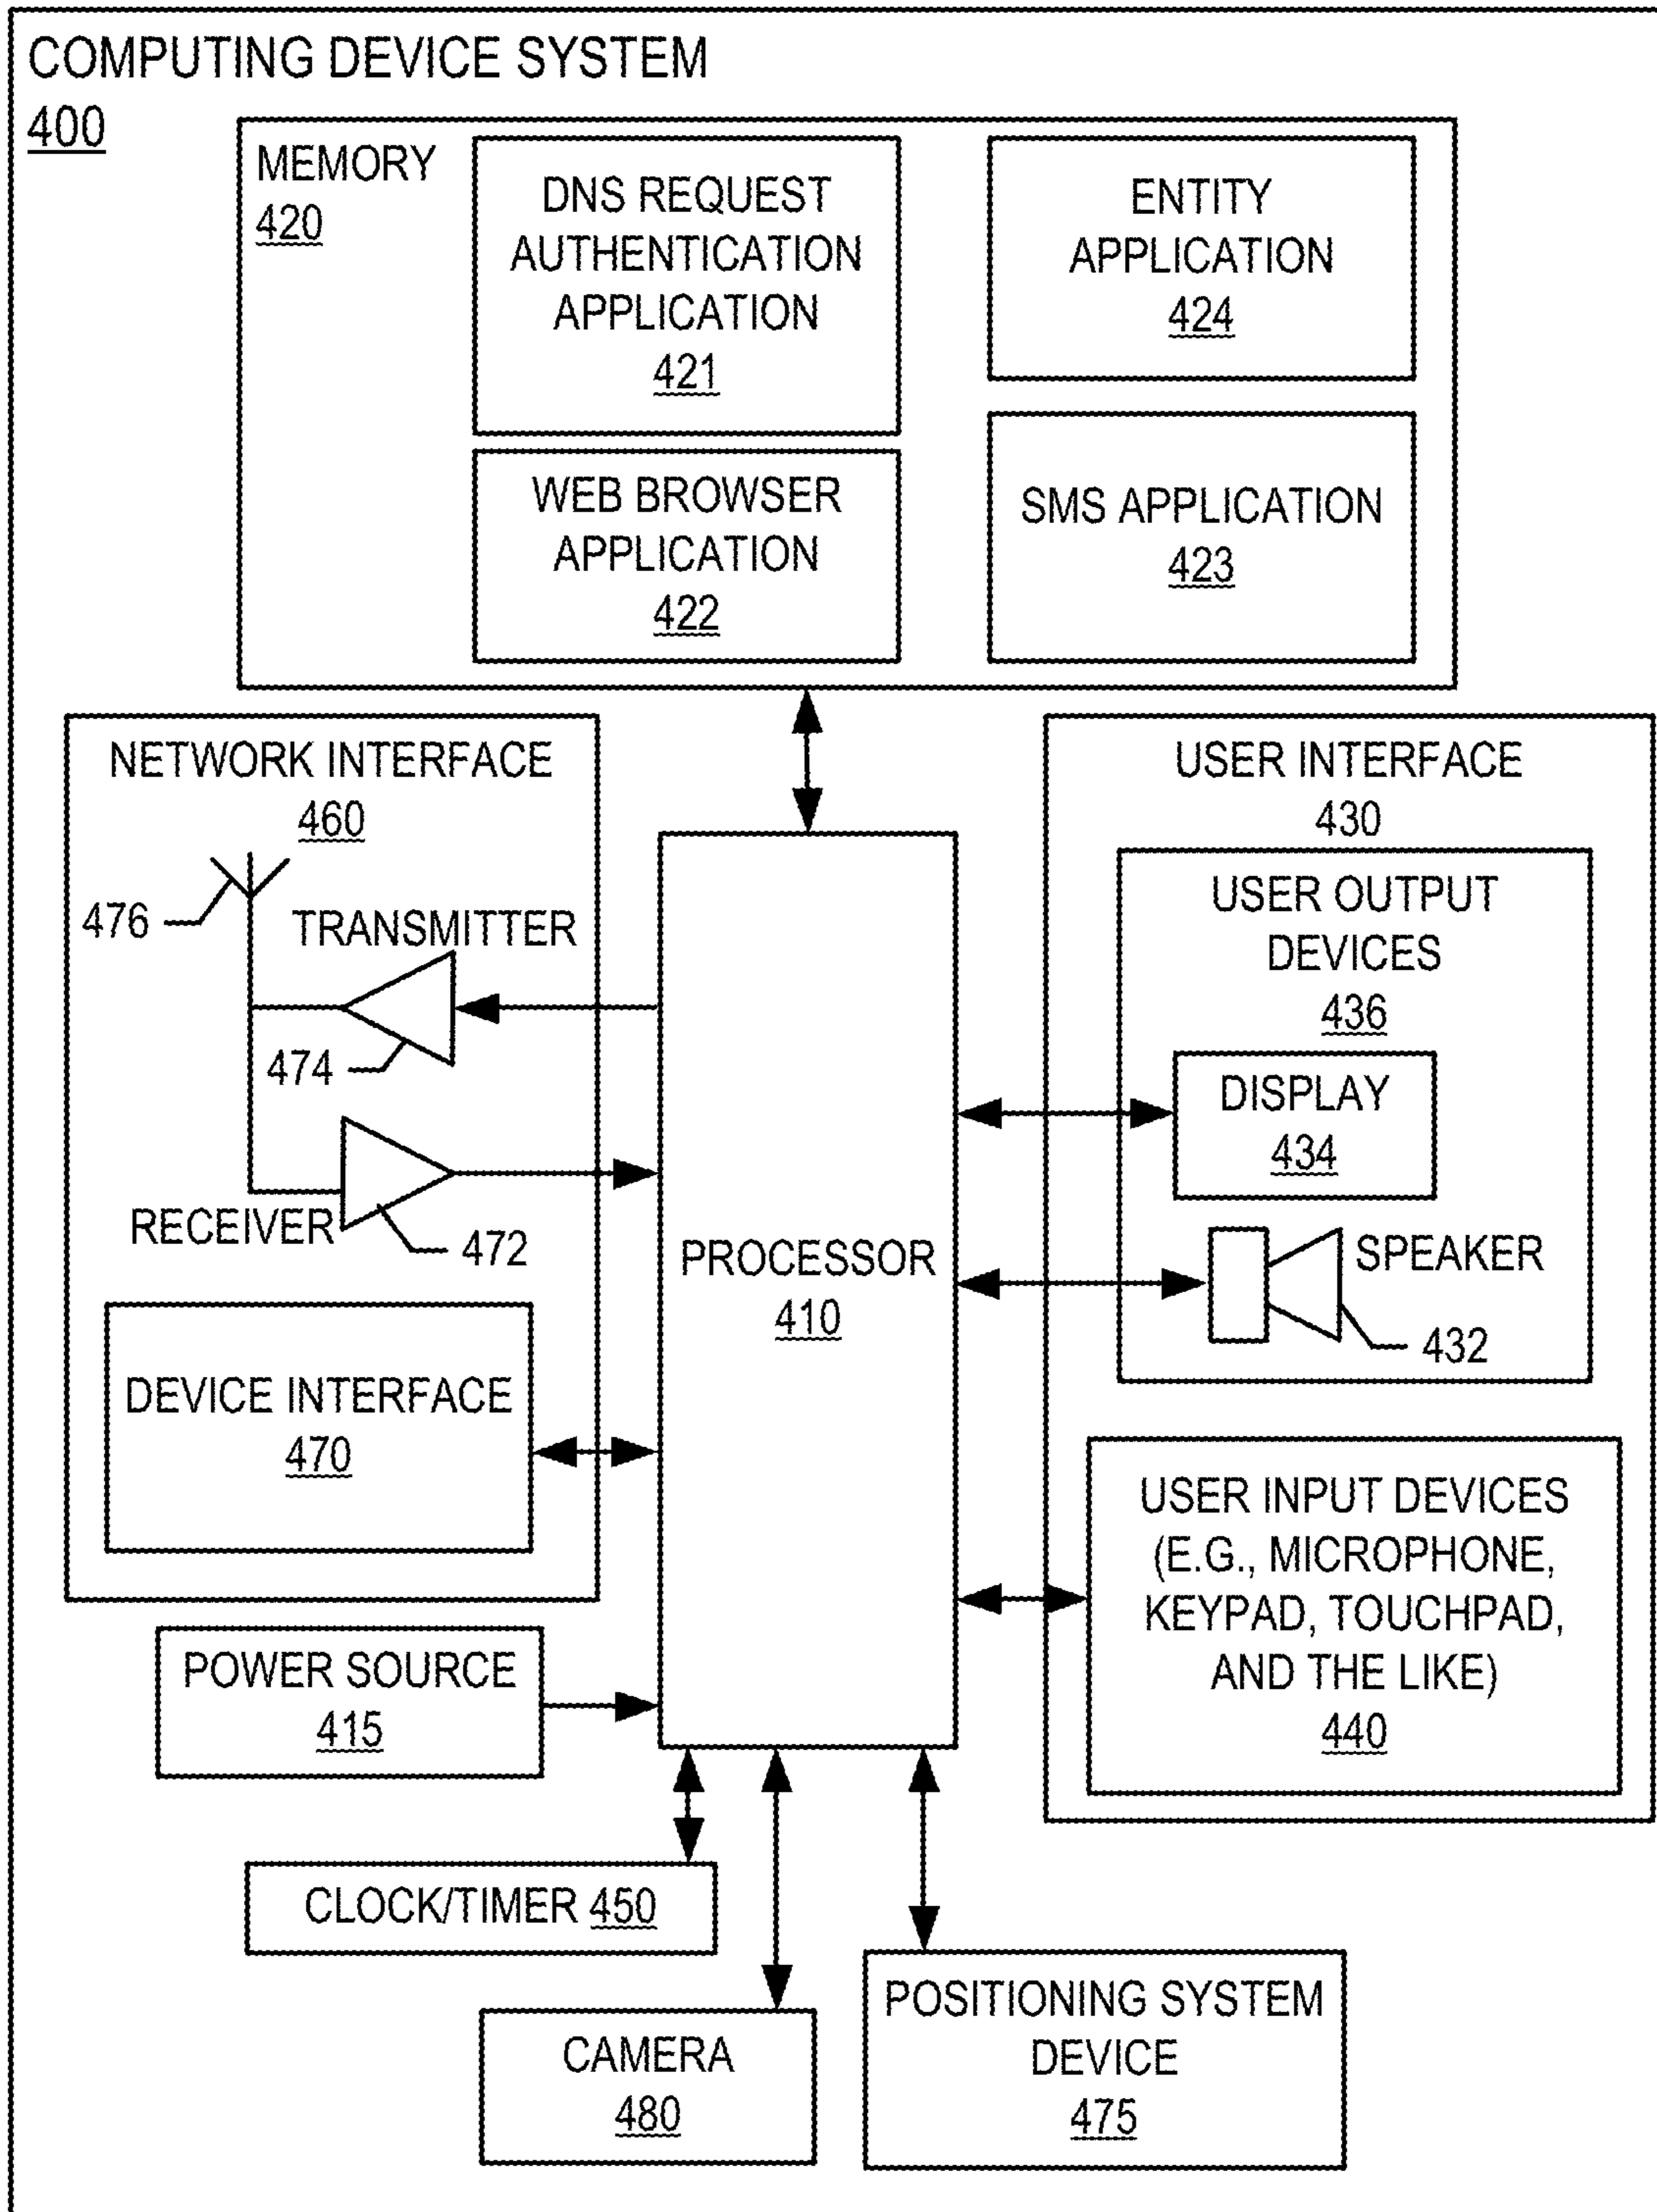 COMPUTING DEVICE SYSTEM
400
MEMORY
420
DNS REQUEST
AUTHENTICATION
APPLICATION
421
ENTITY
APPLICATION
424
WEB BROWSER
APPLICATION
422
SMS APPLICATION
423
NETWORK INTERFACE
460
476
TRANSMITTER
474
RECEIVER
472
DEVICE INTERFACE
470
PROCESSOR
410
USER INTERFACE
430
USER OUTPUT
DEVICES
436
DISPLAY
434
SPEAKER
432
USER INPUT DEVICES
(E.G., MICROPHONE,
KEYPAD, TOUCHPAD,
AND THE LIKE)
440
POWER SOURCE
415
CLOCK/TIMER 450
CAMERA
480
POSITIONING SYSTEM
DEVICE
475